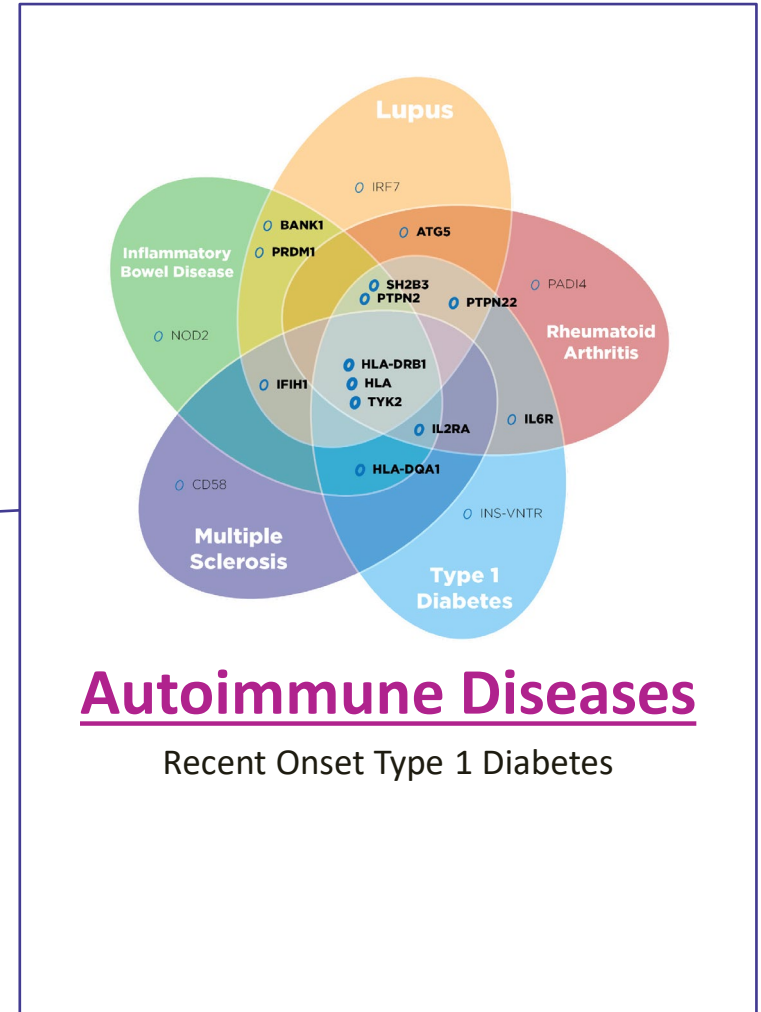 Lupus
IRF7
BANK1
ATG5
PRDM1
Inflammatory
Bowel Disease
SH2B3
PADI4
PTPN2
PTPN22
NOD2
Rheumatoid
Arthritis
HLA-DRB1
IFIH1
HLA
TYK2
IL6R
IL2RA
HLA-DQA1
CD58
INS-VNTR
Multiple
Sclerosis
Type 1
Diabetes
Autoimmune Diseases
Recent Onset Type 1 Diabetes